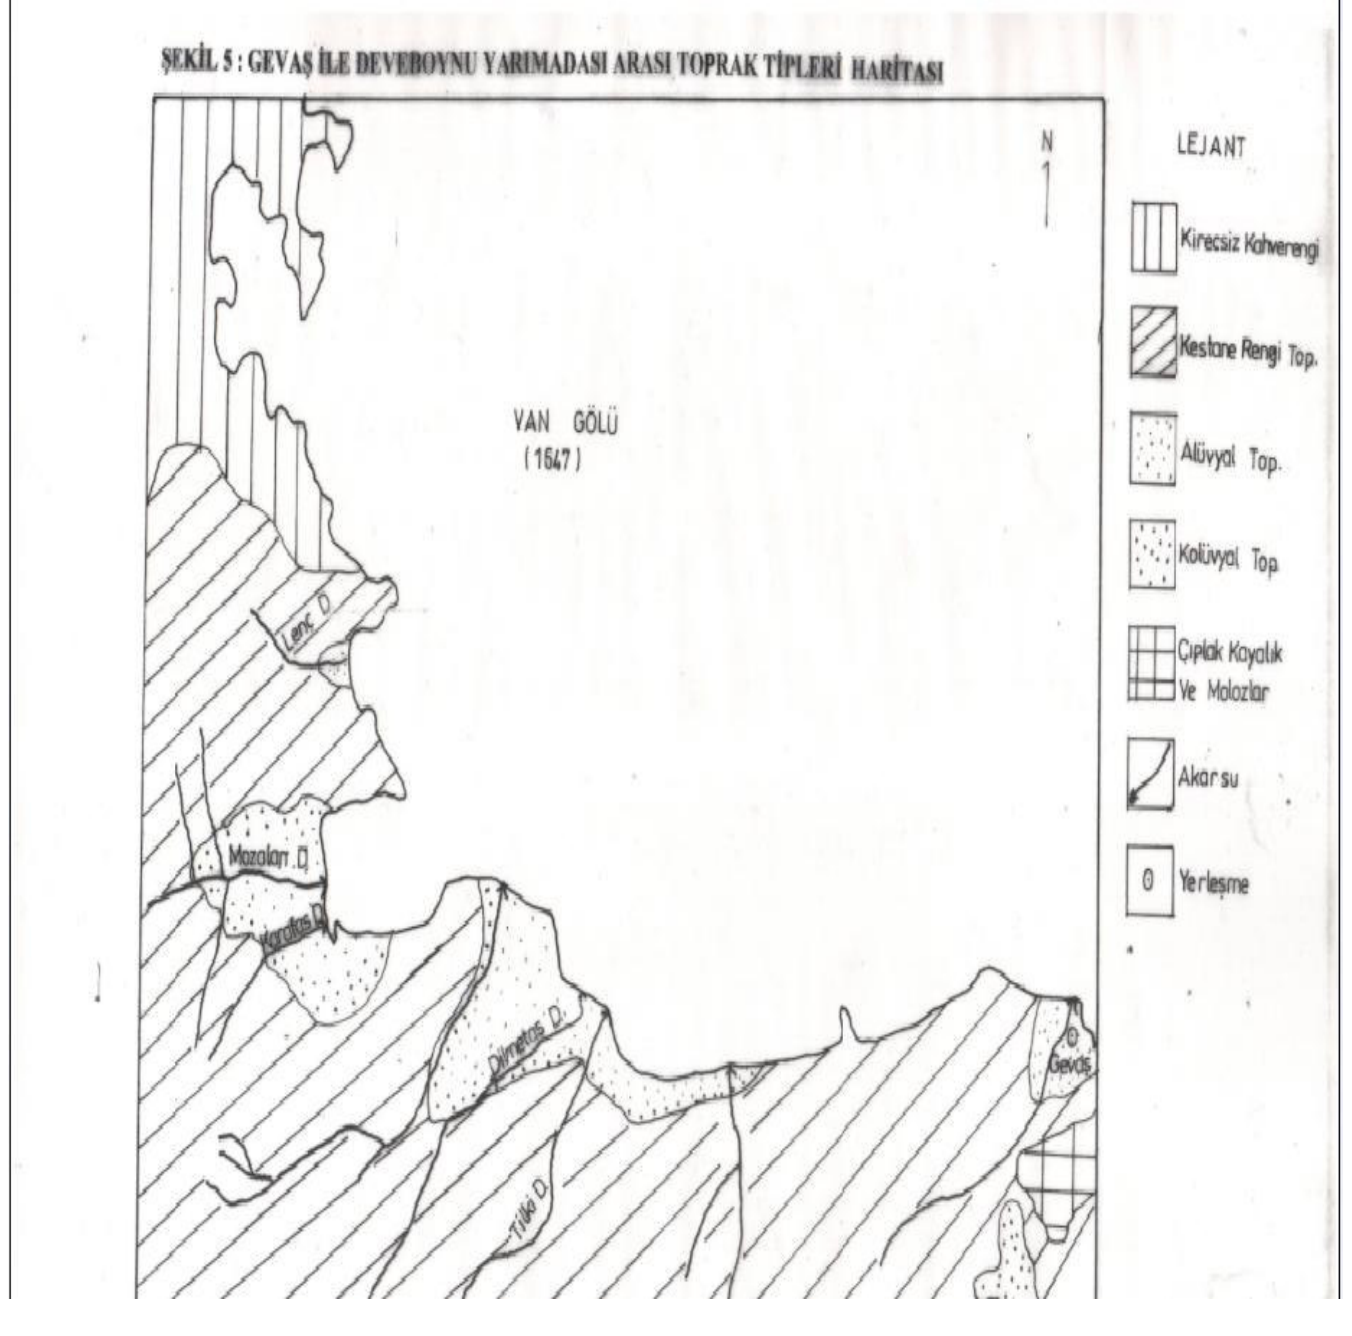 ŞEKİL 5 : GEVAŞ İLE DEVEBOYNU YARIMADASI ARASI TOPRAK TİPLERİ HARİTASI
N
LEJANT
Kirecsiz Kahverengi
Kestane Rengi Top.
VAN GÖLÜ
(1647)
Alüvyal Top.
Kolüvyal Top
Çıplak Kayalık
Ve Molozlar
Lenç D
Akarsu
Mazaları D
Yerleşme
Karataş D
Dilmetaş D.
Gevaş
Tilki D